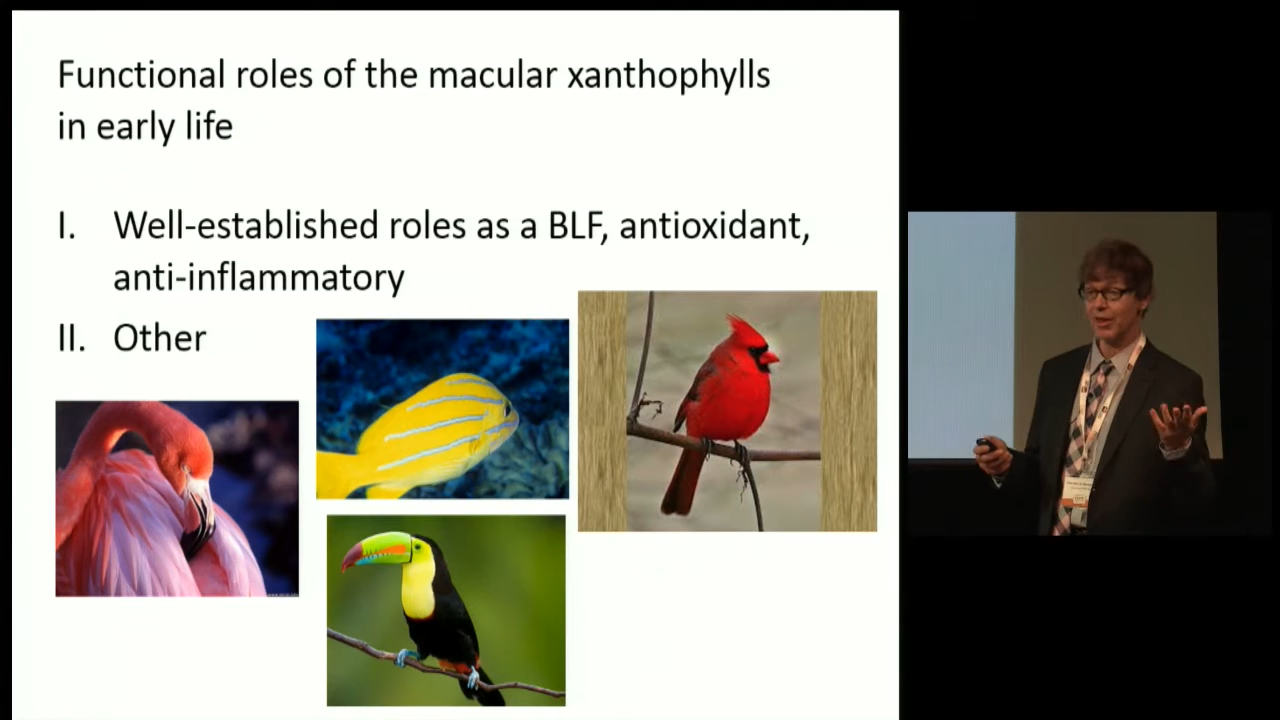 Functional roles of the macular xanthophylls
in early life
I. Well-established roles as a BLF, antioxidant,
anti-inflammatory
II. Other